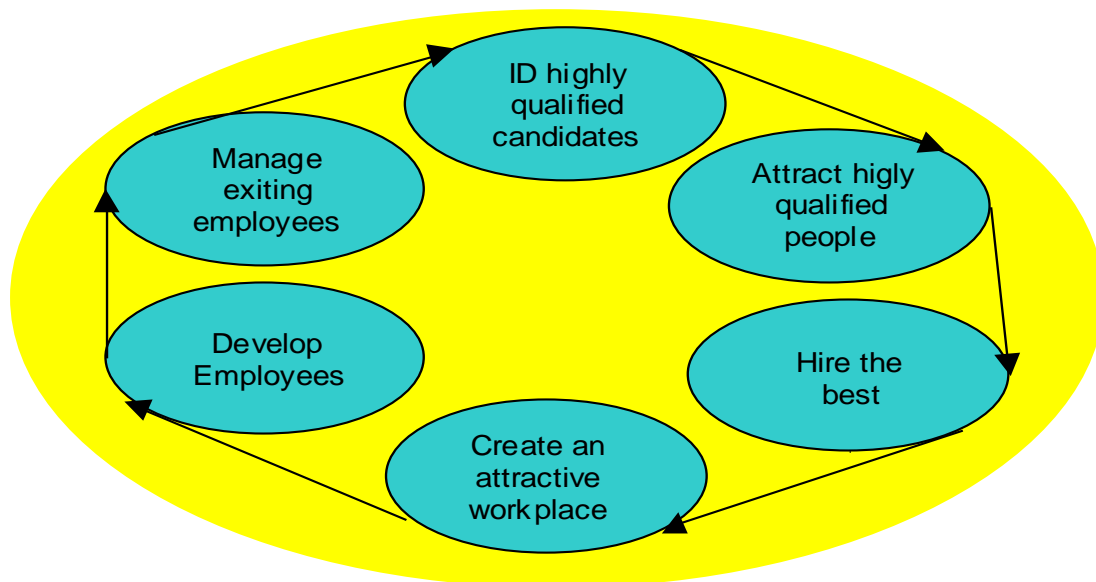 ID highly
qualified
candidates
Attract higly
qualified
people
Hire the
best
Create an
attractive
workplace
Develop
Employees
Manage
exiting
employees